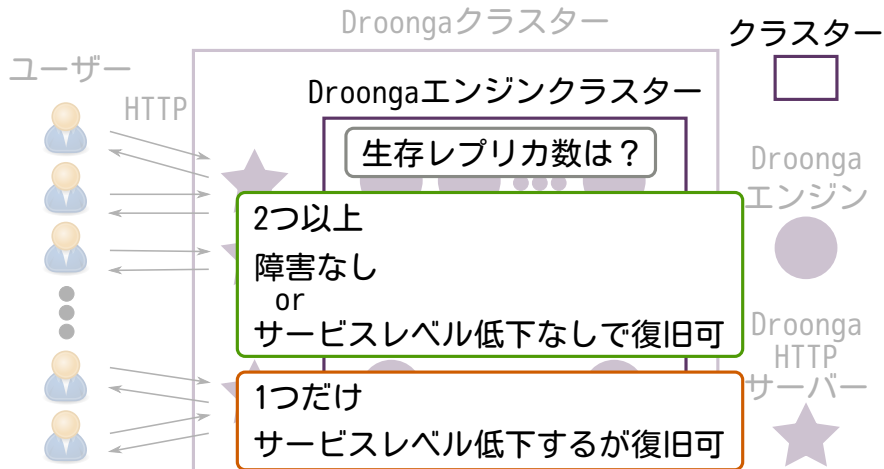 Droongaクラスター
クラスター
ユーザー
HTTP
Droongaエンジンクラスター
生存レプリカ数は？
Droonga
エンジン
2つ以上
障害なし
or
サービスレベル低下なしで復旧可
Droonga
HTTP
サーバー
1つだけ
サービスレベル低下するが復旧可